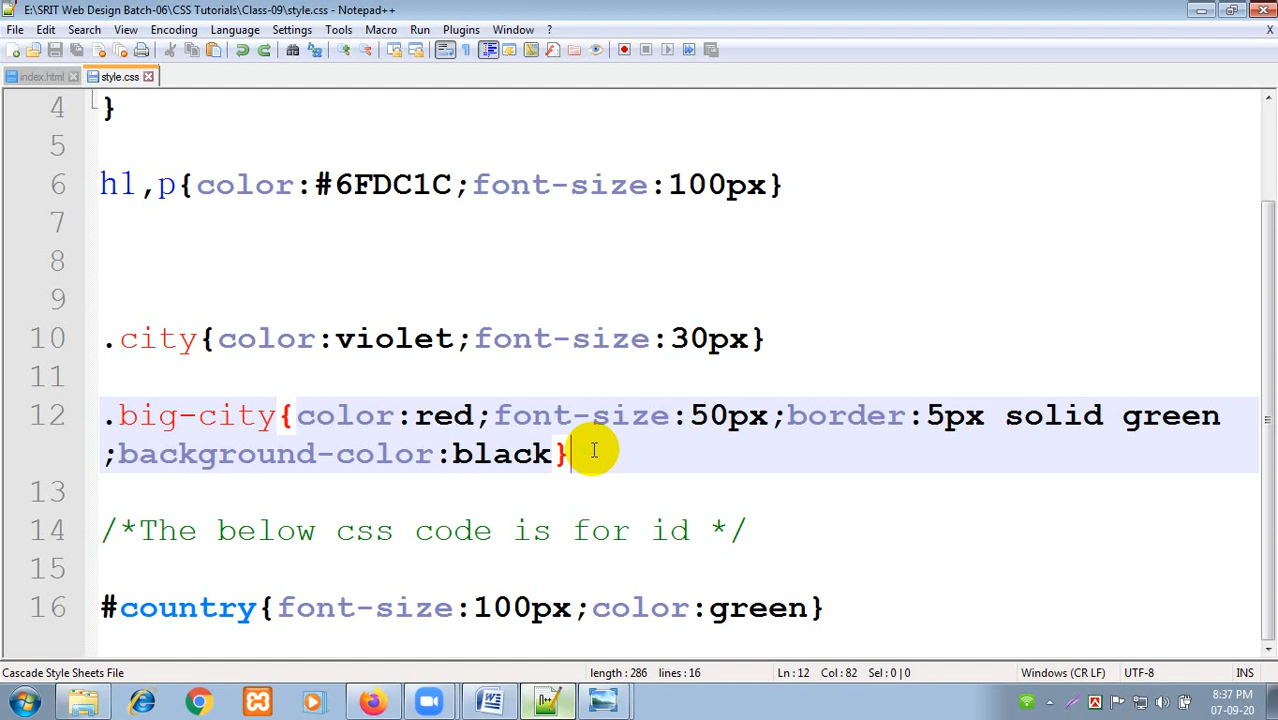 E:\SRIT Web Design Batch-06\CSS Tutorials\Class-09\style.css - Notepad++
File Edit Search View Encoding Language Settings Tools Macro Run Plugins Window ? X
index.html style.css
4 }
5
6 h1,p{color:#6FDC1C;font-size:100px}
7
8
9
10 .city{color:violet;font-size:30px}
11
12 .big-city{color:red;font-size:50px;border:5px solid green
;background-color:black}
13
14 /*The below css code is for id */
15
16 #country{font-size:100px;color:green}
Cascade Style Sheets File length : 286 lines : 16 Ln : 12 Col : 82 Sel : 0 | 0 Windows (CR LF) UTF-8 INS
8:37 PM
07-09-20